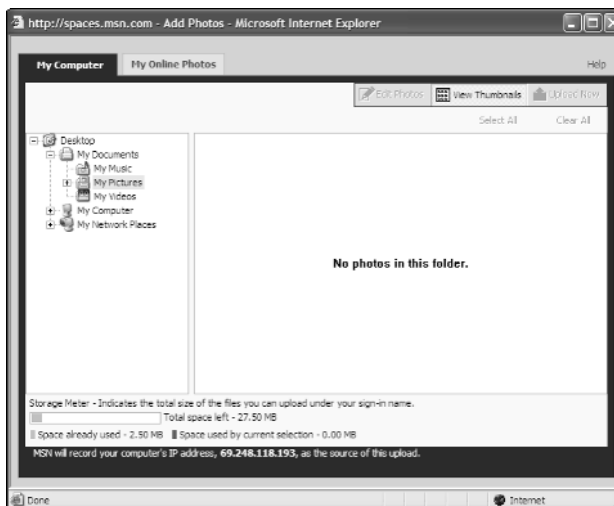 http://spaces.msn.com - Add Photos - Microsoft Internet Explorer
My Computer My Online Photos Help
Edit Photos View Thumbnails Upload Now
Select All Clear All
Desktop
My Documents
My Music
My Pictures
My Videos
My Computer
My Network Places
No photos in this folder.
Storage Meter - Indicates the total size of the files you can upload under your sign-in name.
Total space left - 27.50 MB
Space already used - 2.50 MB Space used by current selection - 0.00 MB
MSN will record your computer's IP address, 69.248.118.193, as the source of this upload.
Done Internet